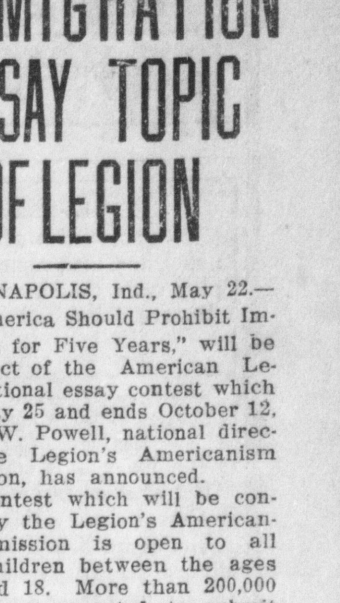 MIGRATION
SAY TOPIC
OF LEGION
NAPOLIS, Ind., May 22.—
merica Should Prohibit Im-
for Five Years," will be
ct of the American Le-
tional essay contest which
y 25 and ends October 12,
W. Powell, national direc-
e Legion's Americanism
on, has announced.
ntest which will be con-
y the Legion's American-
mission is open to all
hildren between the ages
d 18. More than 200,000